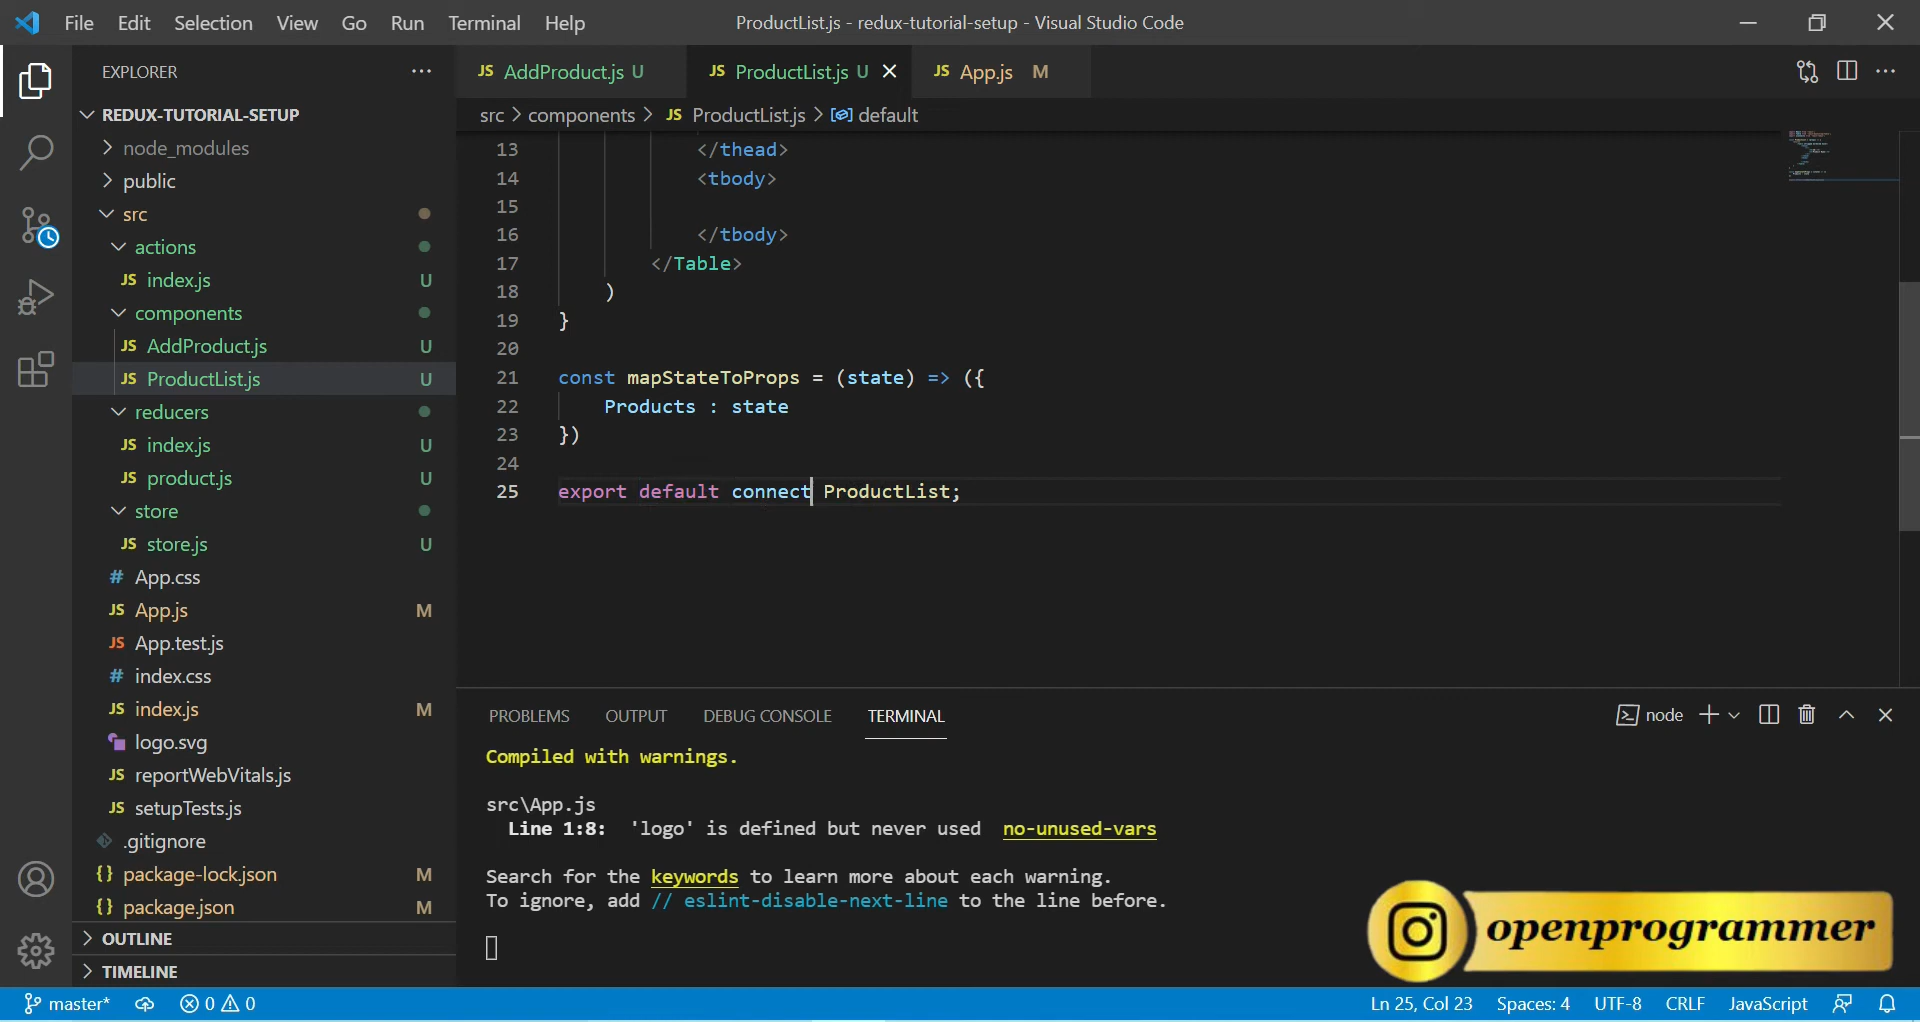 File Edit Selection View Go Run Terminal Help ProductList.js - redux-tutorial-setup - Visual Studio Code
EXPLORER
REDUX-TUTORIAL-SETUP
node_modules
public
src
actions
JS index.js U
components
JS AddProduct.js U
JS ProductList.js U
reducers
JS index.js U
JS product.js U
store
JS store.js U
# App.css
JS App.js M
JS App.test.js
# index.css
JS index.js M
logo.svg
JS reportWebVitals.js
JS setupTests.js
.gitignore
{} package-lock.json M
{} package.json M
OUTLINE
TIMELINE
JS AddProduct.js U JS ProductList.js U JS App.js M
src > components > JS ProductList.js > default
13 </thead>
14 <tbody>
15
16 </tbody>
17 </Table>
18 )
19 }
20
21 const mapStateToProps = (state) => ({
22 Products : state
23 })
24
25 export default connect ProductList;
PROBLEMS OUTPUT DEBUG CONSOLE TERMINAL node
Compiled with warnings.
src\App.js
Line 1:8: 'logo' is defined but never used no-unused-vars
Search for the keywords to learn more about each warning.
To ignore, add // eslint-disable-next-line to the line before.
openprogrammer
master* 0 0 Ln 25, Col 23 Spaces: 4 UTF-8 CRLF JavaScript